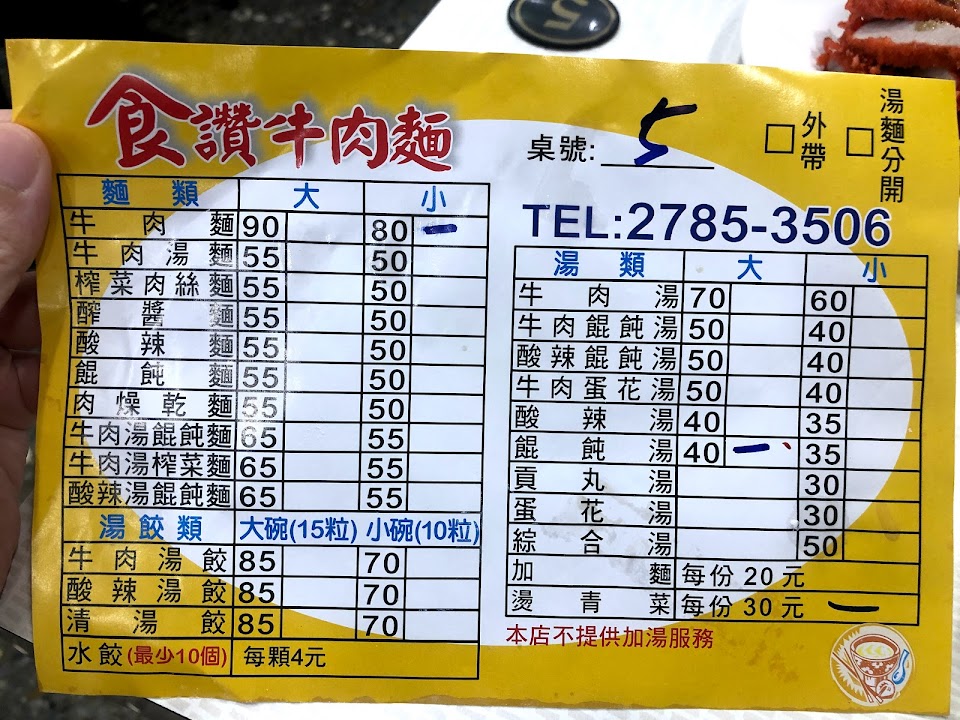 食讚牛肉麵
桌號: 5
□外帶 □湯麵分開
TEL:2785-3506
麵類 大 小
牛肉麵 90 80 一
牛肉湯麵 55 50
榨菜肉絲麵 55 50
醡醬麵 55 50
酸辣麵 55 50
餛飩麵 55 50
肉燥乾麵 55 50
牛肉湯餛飩麵 65 55
牛肉湯榨菜麵 65 55
酸辣湯餛飩麵 65 55
湯餃類 大碗(15粒) 小碗(10粒)
牛肉湯餃 85 70
酸辣湯餃 85 70
清湯餃 85 70
水餃(最少10個) 每顆4元
湯類 大 小
牛肉湯 70 60
牛肉餛飩湯 50 40
酸辣餛飩湯 50 40
牛肉蛋花湯 50 40
酸辣湯 40 35
餛飩湯 40 一 35
貢丸湯 30
蛋花湯 30
綜合湯 50
加麵 每份 20 元
燙青菜 每份 30 元 一
本店不提供加湯服務
5